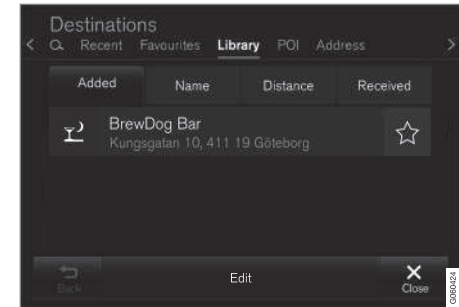 Destinations
Recent Favourites Library POI Address
Added Name Distance Received
BrewDog Bar
Kungsgatan 10, 411 19 Göteborg
Back Edit Close
G060424